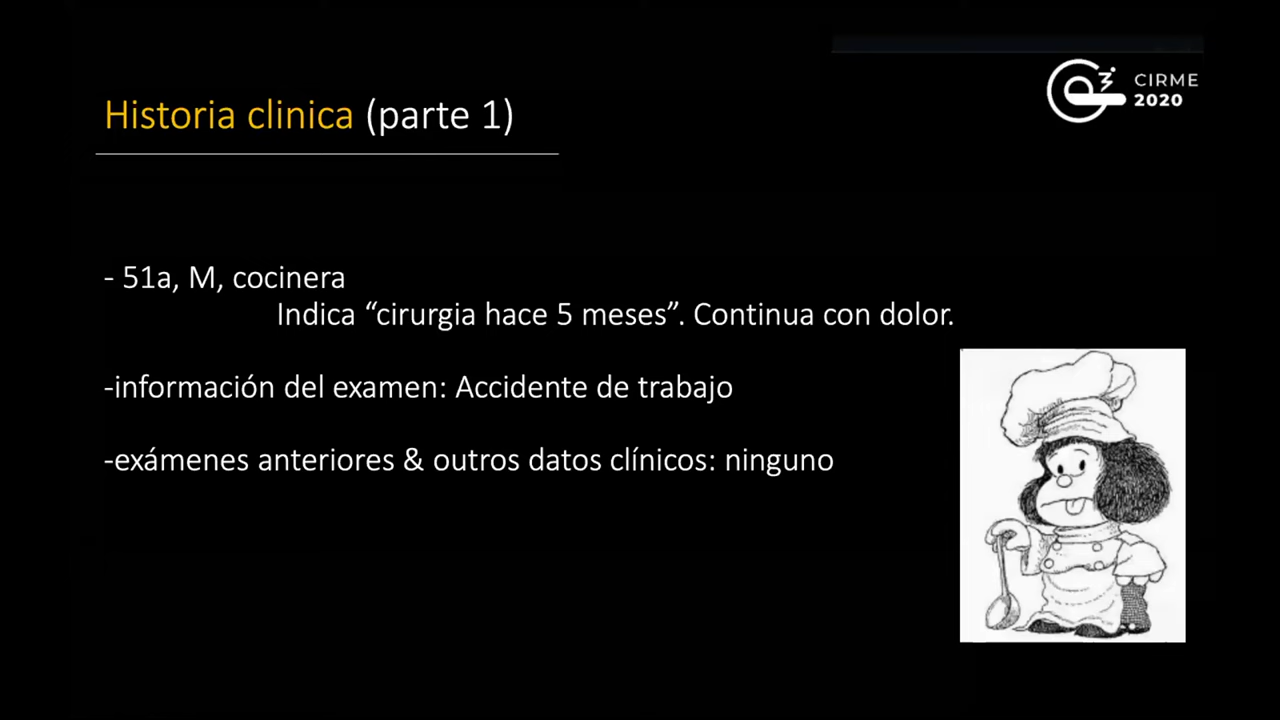 Historia clinica (parte 1)
CIRME
2020
- 51a, M, cocinera
Indica “cirurgia hace 5 meses”. Continua con dolor.
-información del examen: Accidente de trabajo
-exámenes anteriores & outros datos clínicos: ninguno